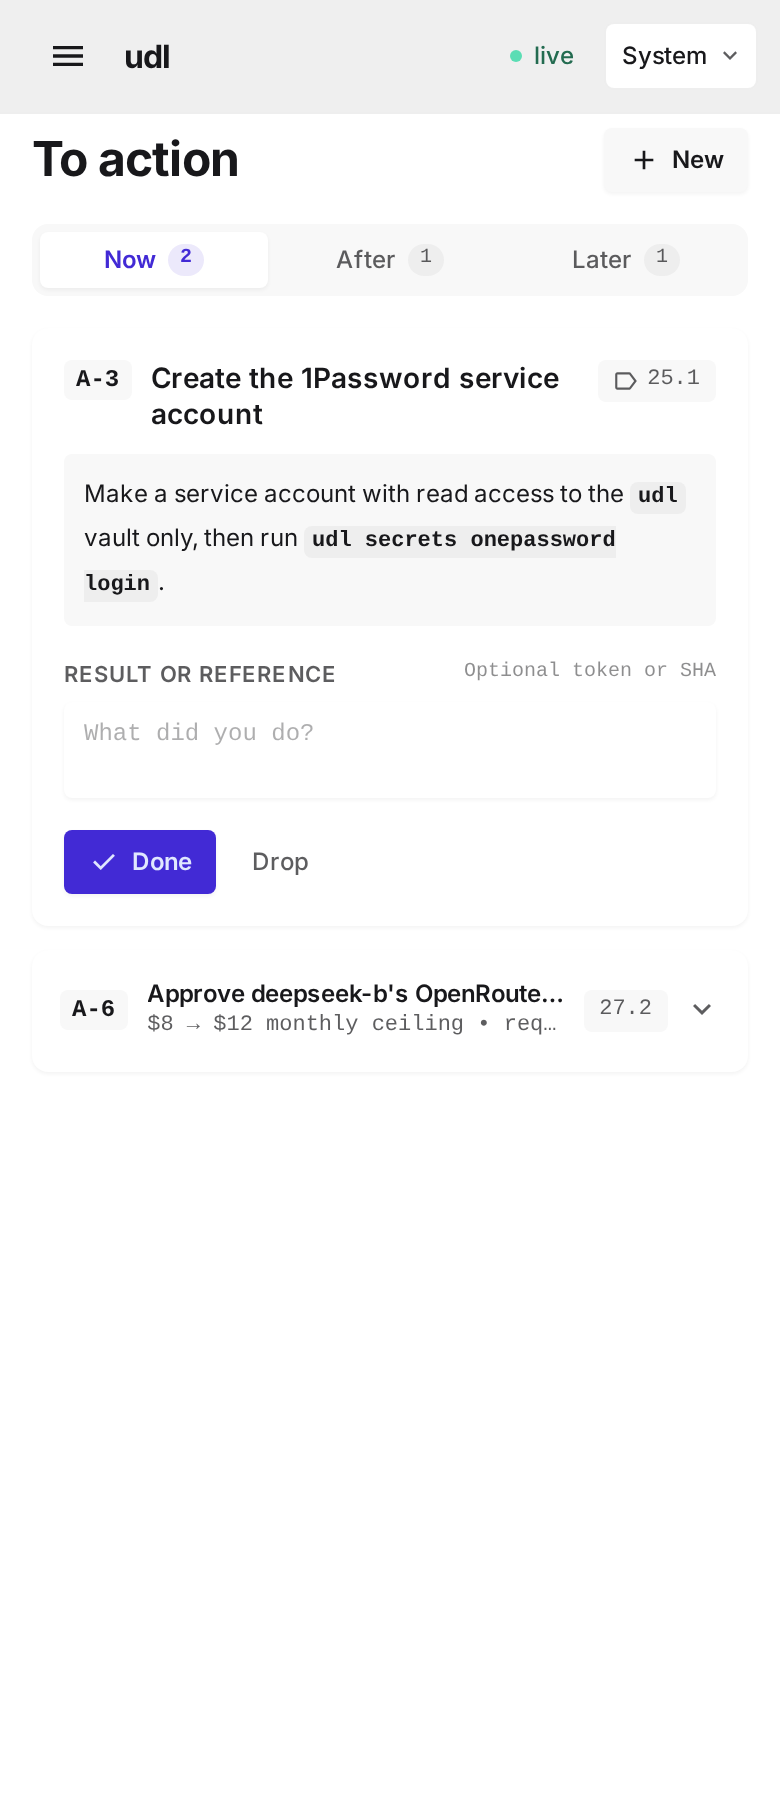 udl
live
System
To action
New
Now 2
After 1
Later 1
A-3
Create the 1Password service
account
25.1
Make a service account with read access to the udl
vault only, then run udl secrets onepassword
login.
RESULT OR REFERENCE
Optional token or SHA
What did you do?
Done
Drop
A-6
Approve deepseek-b's OpenRoute...
$8 → $12 monthly ceiling • req…
27.2